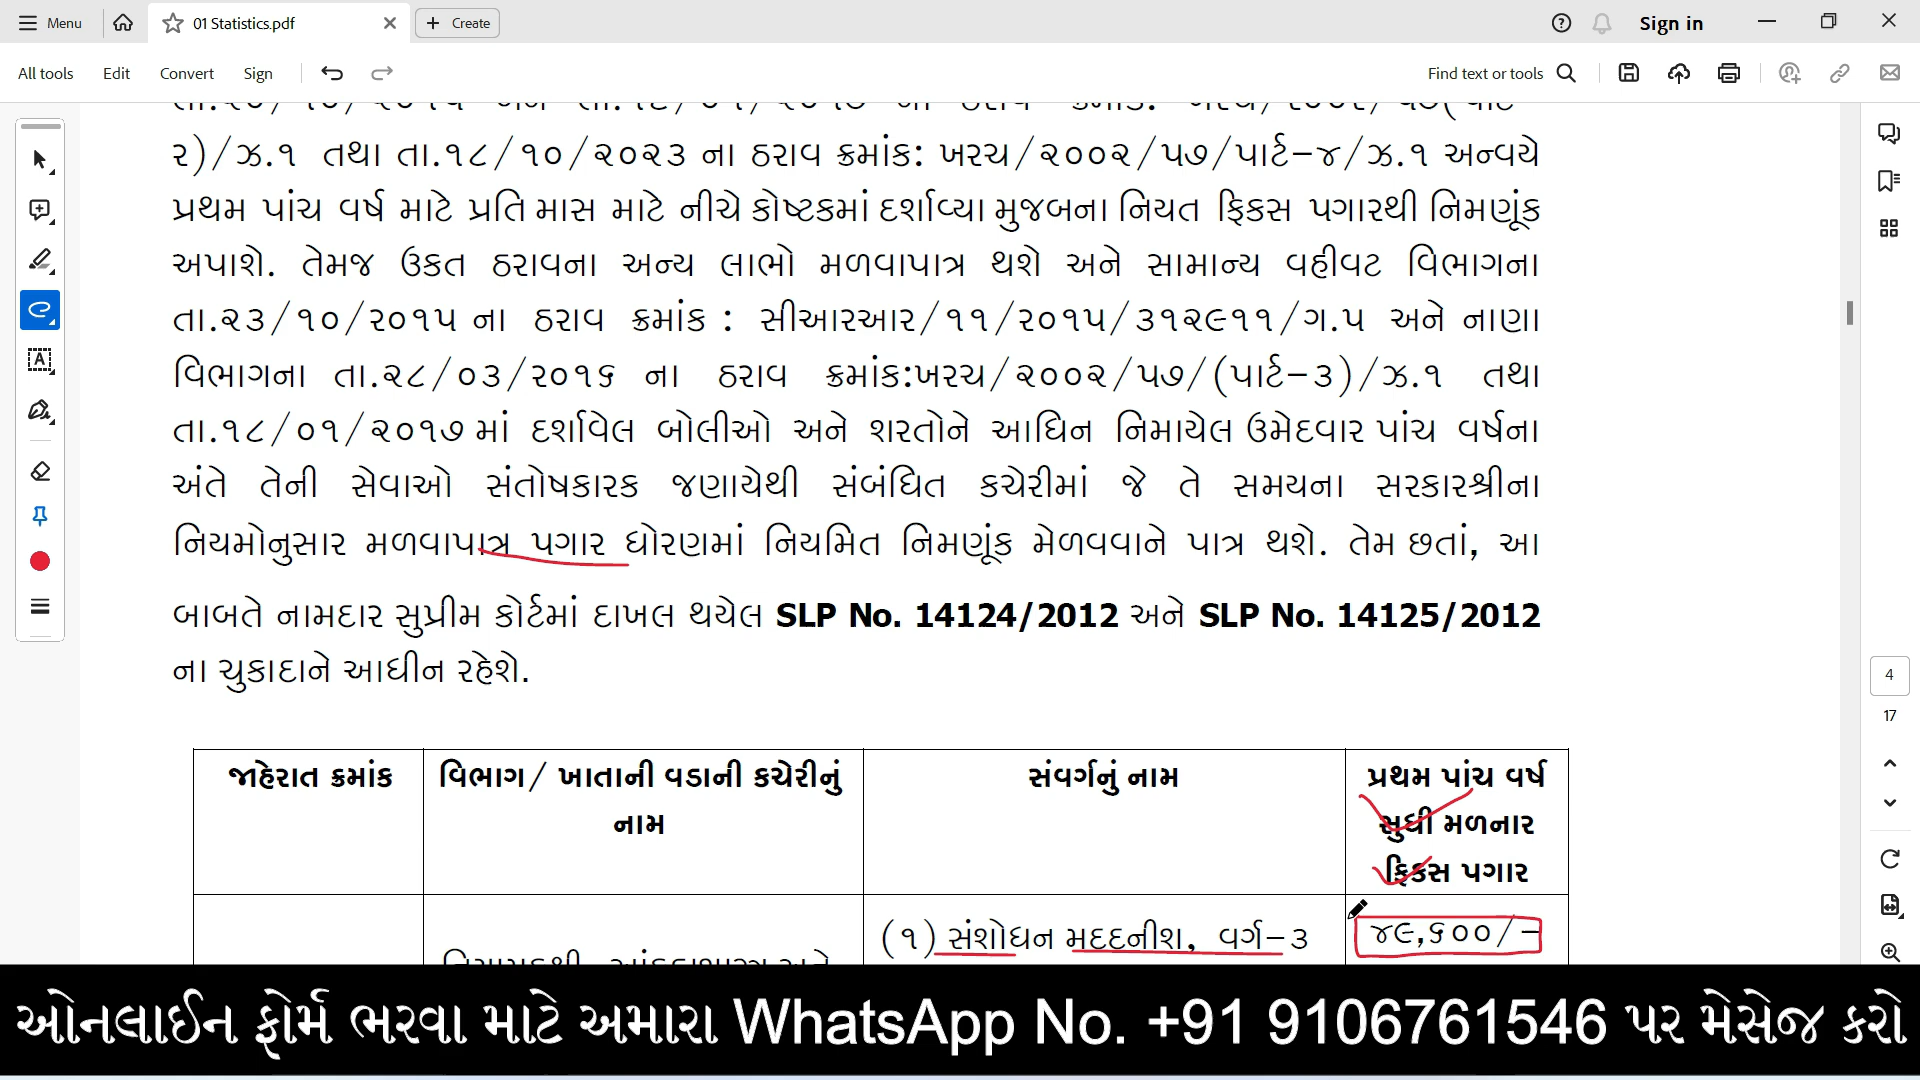 Menu
01 Statistics.pdf
Create
Sign in
All tools
Edit
Convert
Sign
Find text or tools
૨)/ઝ.૧ તથા તા.૧૮/૧૦/૨૦૨૩ ના ઠરાવ ક્રમાંક: ખરચ/૨૦૦૨/૫૭/પાર્ટ-૪/ઝ.૧ અન્વયે
પ્રથમ પાંચ વર્ષ માટે પ્રતિ માસ માટે નીચે કોષ્ટકમાં દર્શાવ્યા મુજબના નિયત ફિકસ પગારથી નિમણૂંક
અપાશે. તેમજ ઉકત ઠરાવના અન્ય લાભો મળવાપાત્ર થશે અને સામાન્ય વહીવટ વિભાગના
તા.૨૩/૧૦/૨૦૧૫ ના ઠરાવ ક્રમાંક : સીઆરઆર/૧૧/૨૦૧૫/૩૧૨૯૧૧/ગ.૫ અને નાણા
વિભાગના તા.૨૮/૦૩/૨૦૧૬ ના ઠરાવ ક્રમાંક:ખરચ/૨૦૦૨/૫૭/(પાર્ટ-૩)/ઝ.૧ તથા
તા.૧૮/૦૧/૨૦૧૭ માં દર્શાવેલ બોલીઓ અને શરતોને આધિન નિમાયેલ ઉમેદવાર પાંચ વર્ષના
અંતે તેની સેવાઓ સંતોષકારક જણાયેથી સંબંધિત કચેરીમાં જે તે સમયના સરકારશ્રીના
નિયમોનુસાર મળવાપાત્ર પગાર ધોરણમાં નિયમિત નિમણૂંક મેળવવાને પાત્ર થશે. તેમ છતાં, આ
બાબતે નામદાર સુપ્રીમ કોર્ટમાં દાખલ થયેલ SLP No. 14124/2012 અને SLP No. 14125/2012
ના ચુકાદાને આધીન રહેશે.
4
17
જાહેરાત ક્રમાંક
વિભાગ/ ખાતાની વડાની કચેરીનું
નામ
સંવર્ગનું નામ
પ્રથમ પાંચ વર્ષ
સુધી મળનાર
ફિકસ પગાર
(૧) સંશોધન મદદનીશ, વર્ગ-૩
૪૯,૬૦૦/-
ઓનલાઈન ફોર્મ ભરવા માટે અમારા WhatsApp No. +91 9106761546 પર મેસેજ કરો